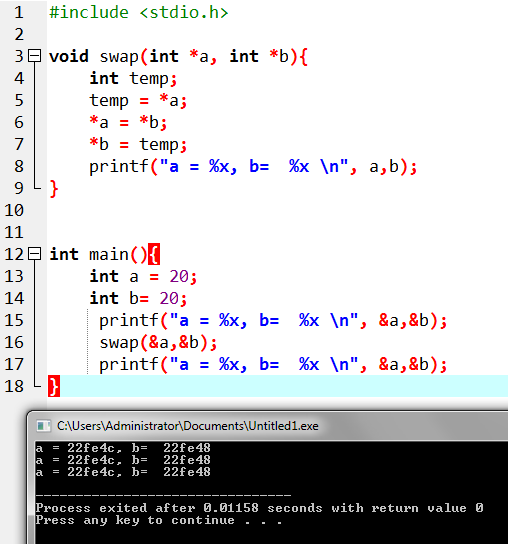 1 #include <stdio.h>
2
3 void swap(int *a, int *b){
4     int temp;
5     temp = *a;
6     *a = *b;
7     *b = temp;
8     printf("a = %x, b=  %x \n", a,b);
9 }
10
11
12 int main(){
13     int a = 20;
14     int b= 20;
15      printf("a = %x, b=  %x \n", &a,&b);
16      swap(&a,&b);
17      printf("a = %x, b=  %x \n", &a,&b);
18 }
C:\Users\Administrator\Documents\Untitled1.exe
a = 22fe4c, b=  22fe48
a = 22fe4c, b=  22fe48
a = 22fe4c, b=  22fe48
--------------------------------
Process exited after 0.01158 seconds with return value 0
Press any key to continue . . .